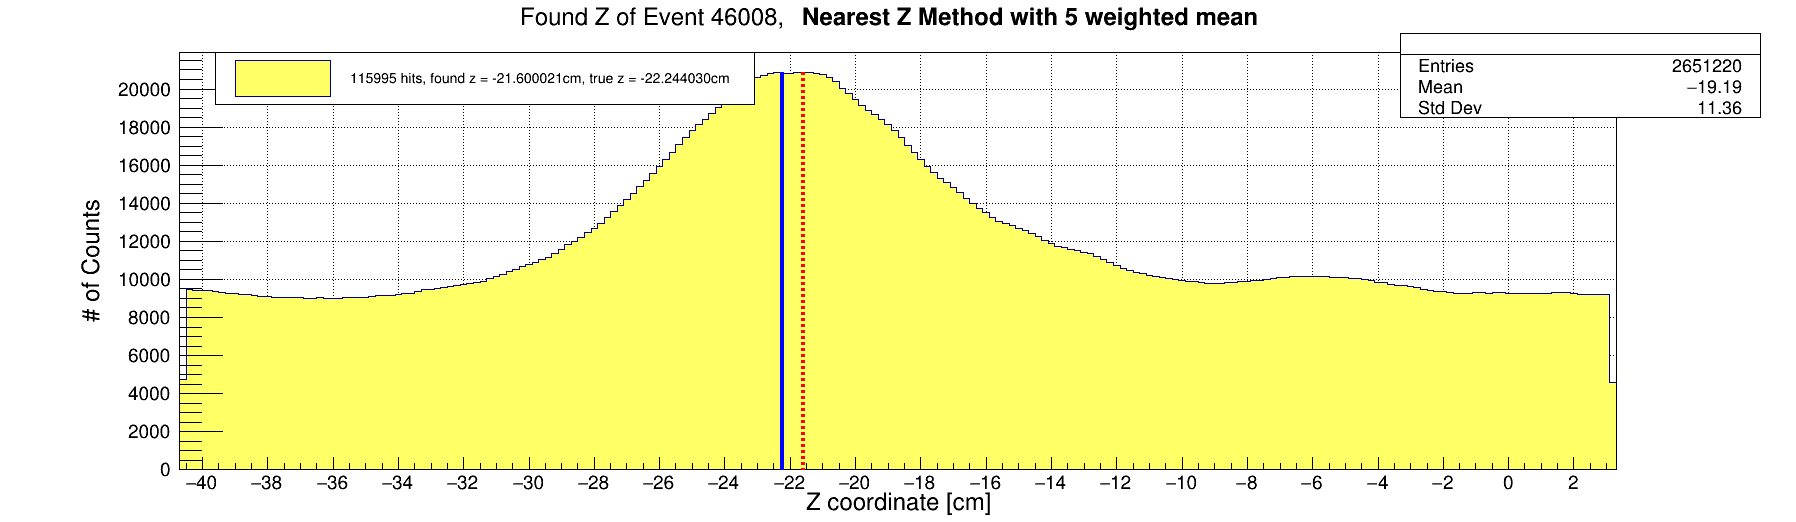 Found Z of Event 46008, Nearest Z Method with 5 weighted mean
115995 hits, found z = -21.600021cm, true z = -22.244030cm
Entries 2651220
Mean −19.19
Std Dev 11.36
# of Counts
20000
18000
16000
14000
12000
10000
8000
6000
4000
2000
0
−40 −38 −36 −34 −32 −30 −28 −26 −24 −22 −20 −18 −16 −14 −12 −10 −8 −6 −4 −2 0 2
Z coordinate [cm]